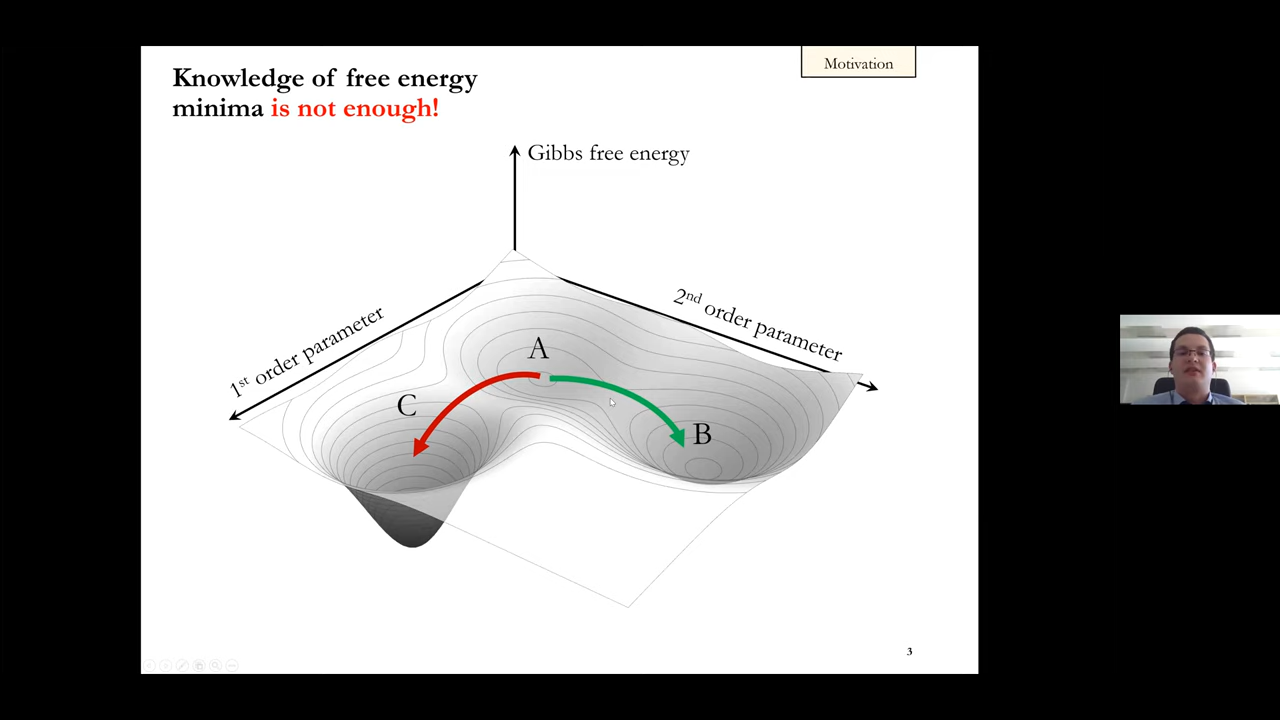 Knowledge of free energy
minima is not enough!
Motivation
Gibbs free energy
1st order parameter
2nd order parameter
A
C
B
3